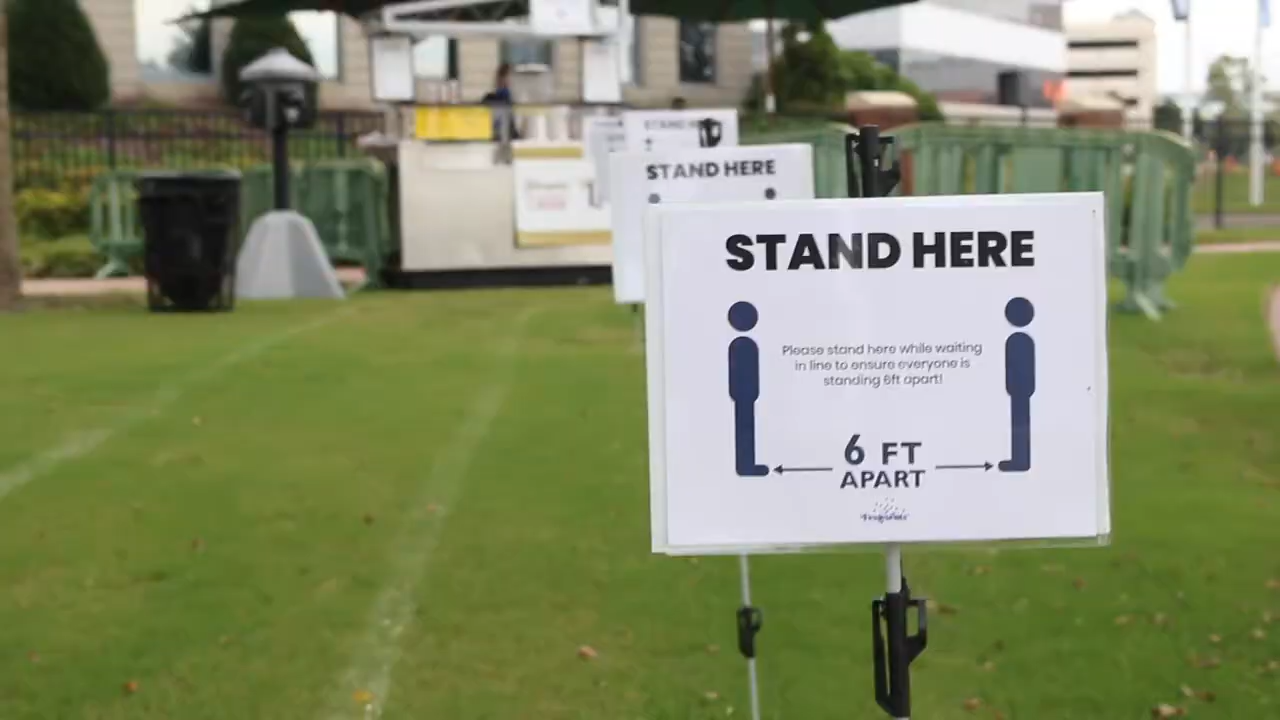 STAND HERE
STAND HERE
Please stand here while waiting
in line to ensure everyone is
standing 6ft apart!
6 FT
APART